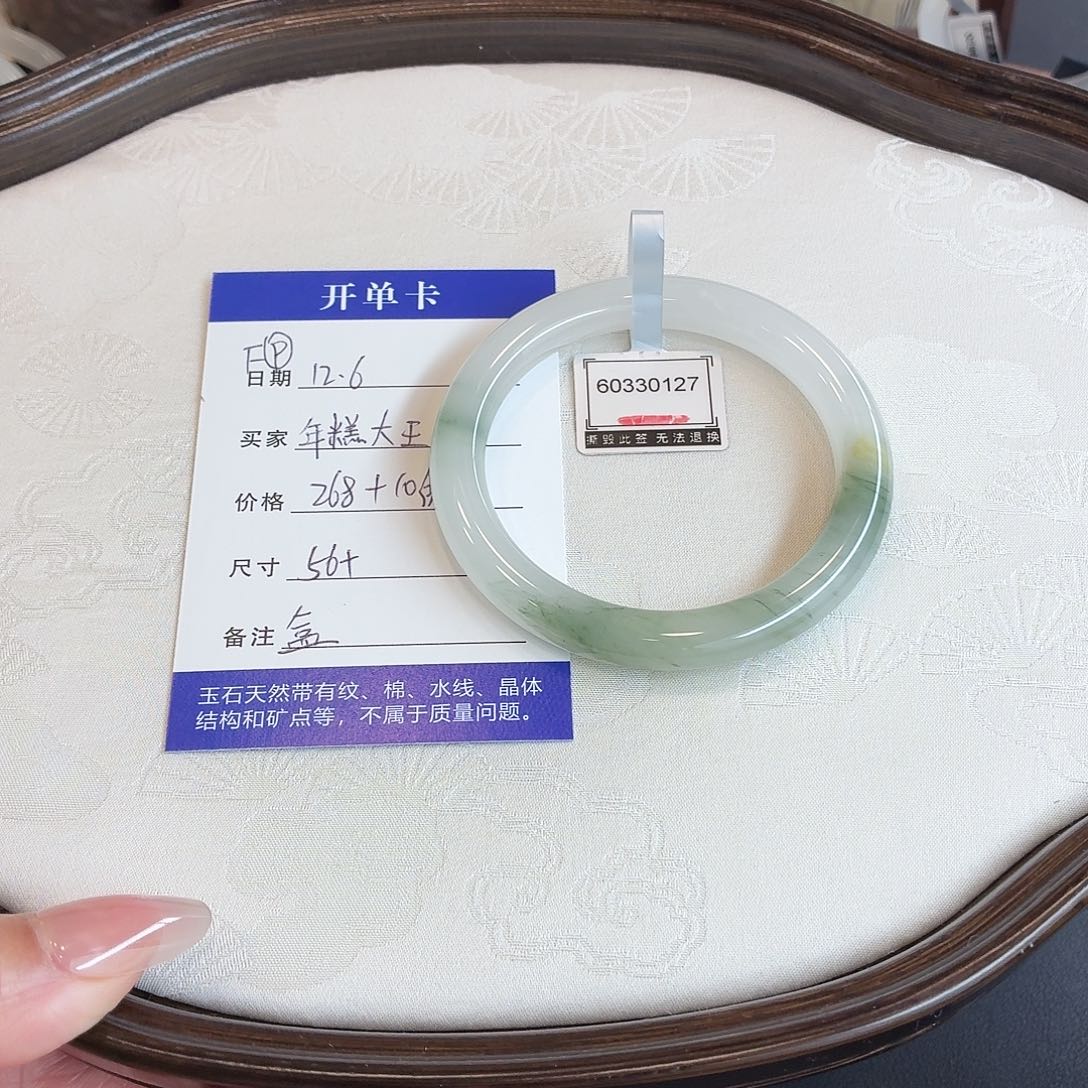 开单卡
F P
日期 12.6
买家 年糕大王
价格 268+10
尺寸 56+
备注 盒
玉石天然带有纹、棉、水线、晶体
结构和矿点等，不属于质量问题。
60330127
撕毁此签 无法退换